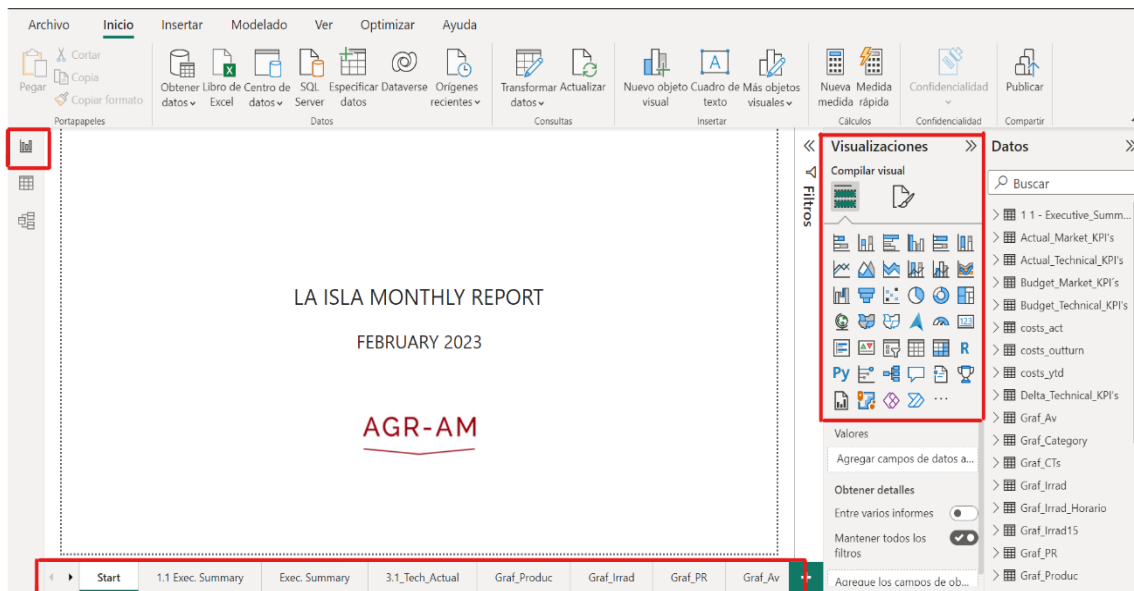 Archivo Inicio Insertar Modelado Ver Optimizar Ayuda
Pegar
Cortar
Copia
Copiar formato
Portapapeles
Obtener datos
Libro de Excel
Centro de datos
SQL Server
Especificar datos
Dataverse
Orígenes recientes
Datos
Transformar datos
Actualizar
Consultas
Nuevo objeto visual
Cuadro de texto
Más objetos visuales
Insertar
Nueva medida
Medida rápida
Cálculos
Confidencialidad
Confidencialidad
Publicar
Compartir
LA ISLA MONTHLY REPORT
FEBRUARY 2023
AGR-AM
Filtros
Visualizaciones
Compilar visual
123
R
Py
Valores
Agregar campos de datos a...
Obtener detalles
Entre varios informes
Mantener todos los
filtros
Agregue los campos de ob...
Datos
Buscar
1 1 - Executive_Summ...
Actual_Market_KPI's
Actual_Technical_KPI's
Budget_Market_KPI´s
Budget_Technical_KPI's
costs_act
costs_outturn
costs_ytd
Delta_Technical_KPI's
Graf_Av
Graf_Category
Graf_CTs
Graf_Irrad
Graf_Irrad_Horario
Graf_Irrad15
Graf_PR
Graf_Produc
Start 1.1 Exec. Summary Exec. Summary 3.1_Tech_Actual Graf_Produc Graf_Irrad Graf_PR Graf_Av